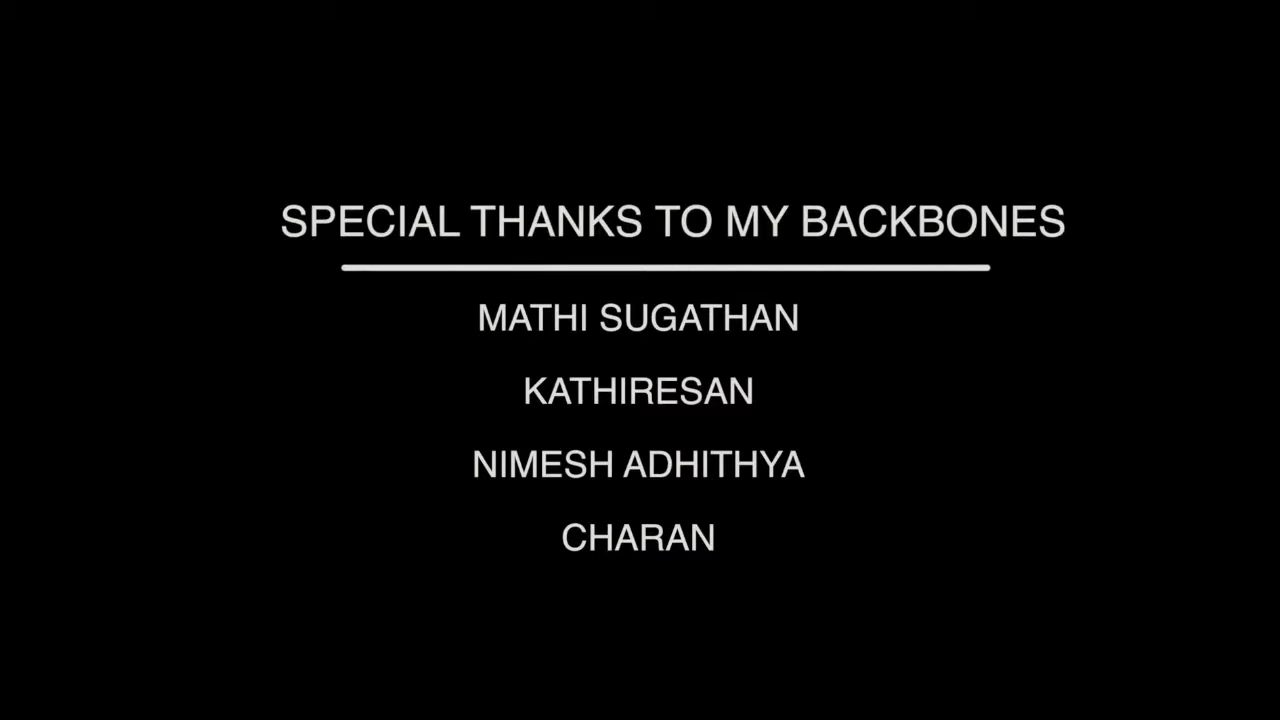 SPECIAL THANKS TO MY BACKBONES
MATHI SUGATHAN
KATHIRESAN
NIMESH ADHITHYA
CHARAN